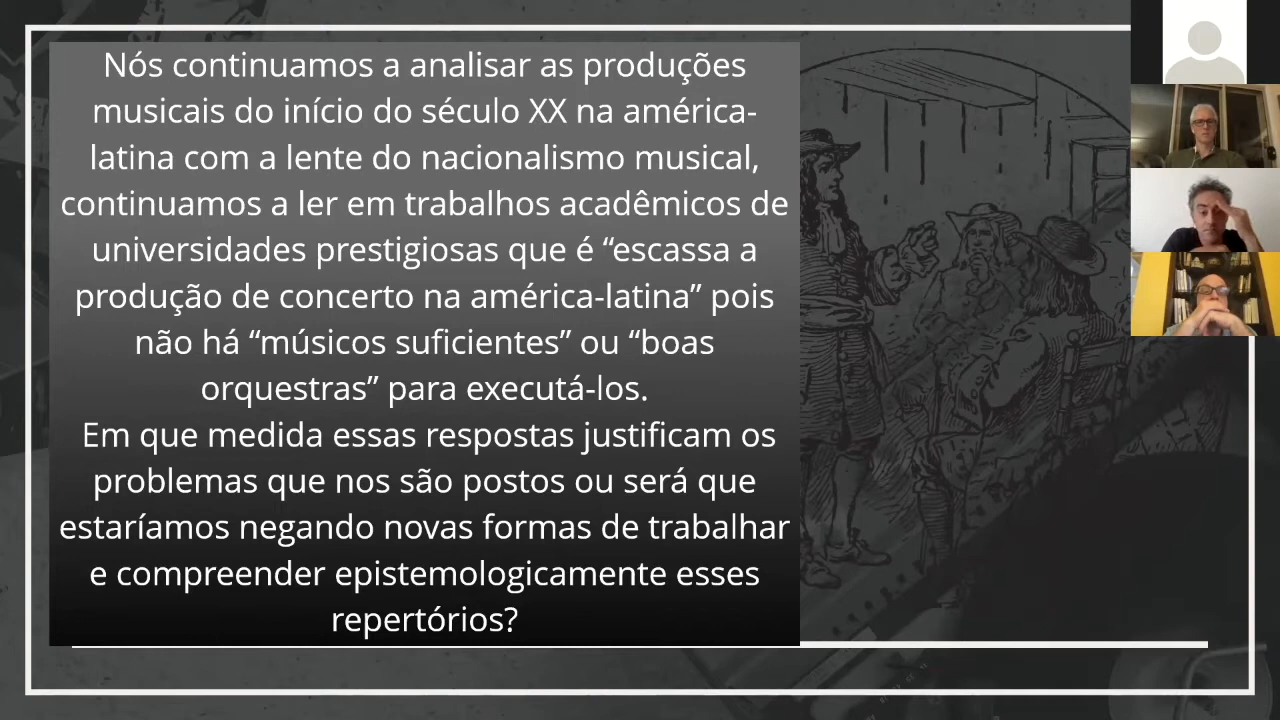 Nós continuamos a analisar as produções
musicais do início do século XX na américa-
latina com a lente do nacionalismo musical,
continuamos a ler em trabalhos acadêmicos de
universidades prestigiosas que é “escassa a
produção de concerto na américa-latina” pois
não há “músicos suficientes” ou “boas
orquestras” para executá-los.
Em que medida essas respostas justificam os
problemas que nos são postos ou será que
estaríamos negando novas formas de trabalhar
e compreender epistemologicamente esses
repertórios?